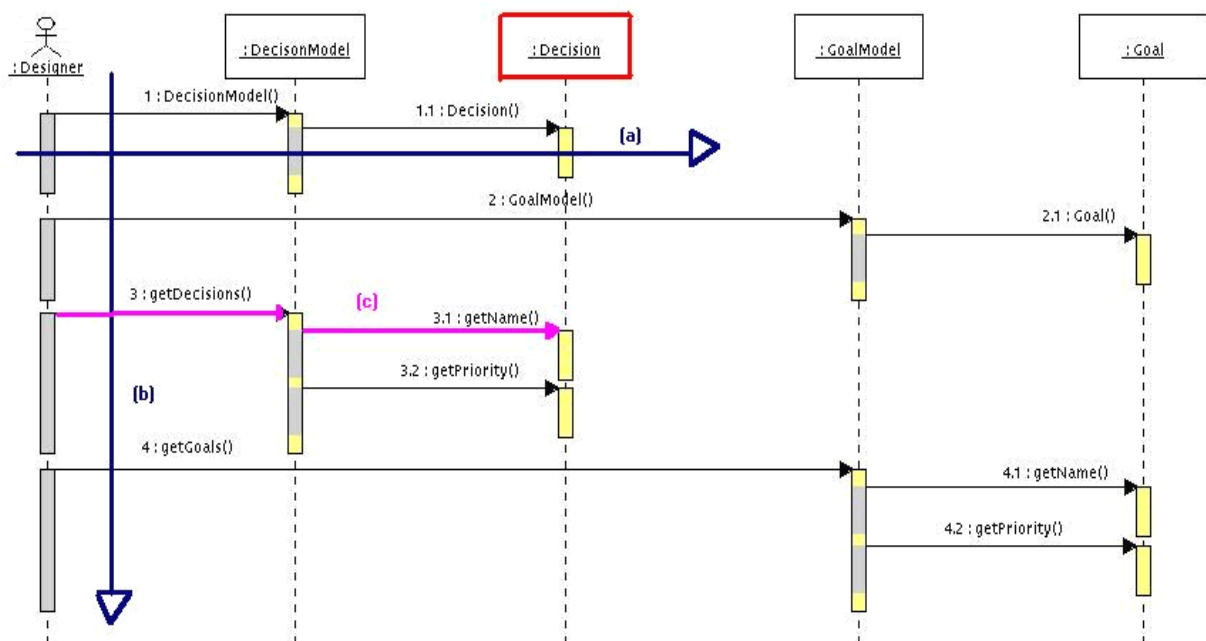 : DecisonModel
: Decision
: GoalModel
: Goal
: Designer
1 : DecisionModel()
1.1 : Decision()
(a)
2 : GoalModel()
2.1 : Goal()
3 : getDecisions()
(c)
3.1 : getName()
3.2 : getPriority()
(b)
4 : getGoals()
4.1 : getName()
4.2 : getPriority()